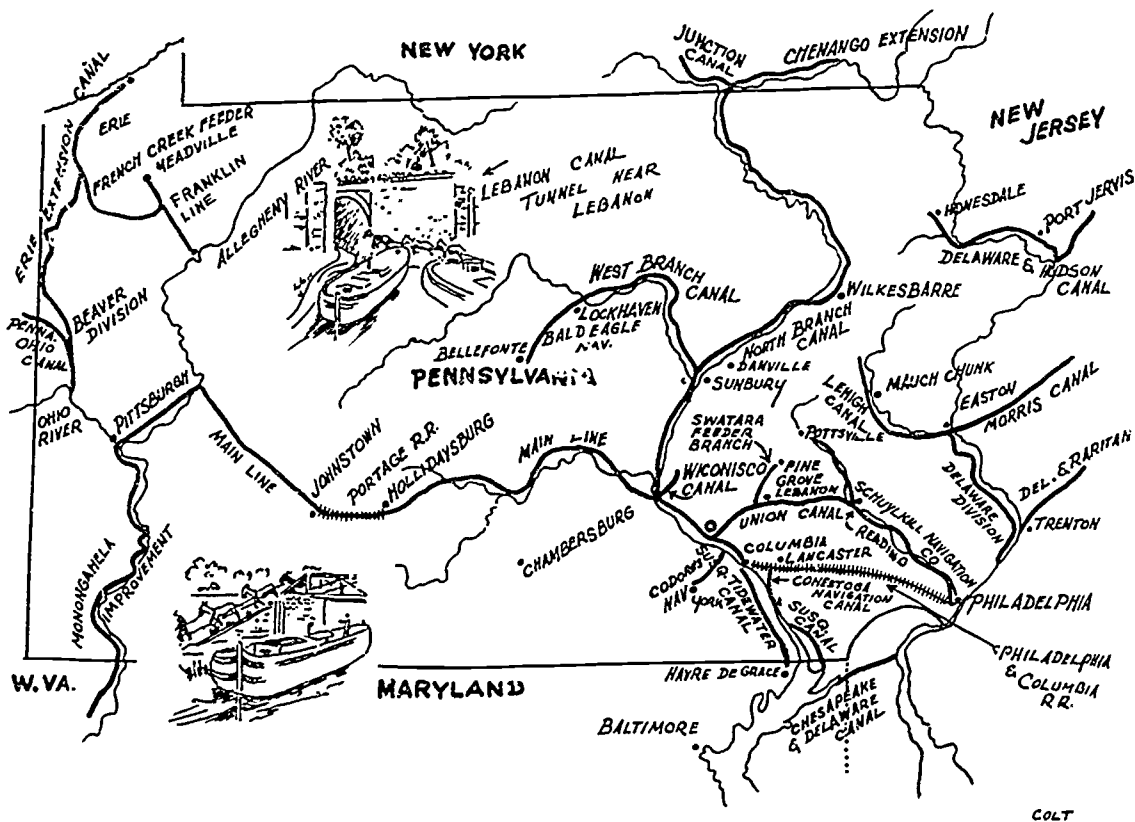 NEW YORK
JUNCTION
CANAL
CHENANGO EXTENSION
NEW
JERSEY
ERIE EXTENSION CANAL
ERIE
FRENCH CREEK FEEDER
MEADVILLE
FRANKLIN
LINE
ALLEGHENY RIVER
LEBANON CANAL
TUNNEL NEAR
LEBANON
HONESDALE
PORT JERVIS
DELAWARE & HUDSON
CANAL
BEAVER
DIVISION
PENNA.
OHIO
CANAL
WEST BRANCH
CANAL
LOCKHAVEN
BALD EAGLE
NAV.
BELLEFONTE
PENNSYLVANIA
WILKESBARRE
NORTH BRANCH
CANAL
DANVILLE
SUNBURY
MAUCH CHUNK
LEHIGH
CANAL
EASTON
MORRIS CANAL
OHIO
RIVER
PITTSBURGH
MAIN LINE
JOHNSTOWN
PORTAGE R.R.
HOLLIDAYSBURG
MAIN LINE
SWATARA
FEEDER
BRANCH
POTTSVILLE
WICONISCO
CANAL
PINE
GROVE
LEBANON
UNION CANAL
READING
SCHUYLKILL NAVIGATION
CO
DELAWARE
DIVISION
DEL. & RARITAN
TRENTON
CHAMBERSBURG
COLUMBIA
LANCASTER
CONESTOGA
NAVIGATION
CANAL
CODORUS
NAV
YORK
SUSQ. TIDEWATER
CANAL
SUSQ
CANAL
PHILADELPHIA
MONONGAHELA
IMPROVEMENT
PHILADELPHIA
& COLUMBIA
R.R.
W. VA.
MARYLAND
HAVRE DE GRACE
BALTIMORE
CHESAPEAKE
& DELAWARE
CANAL
COLT